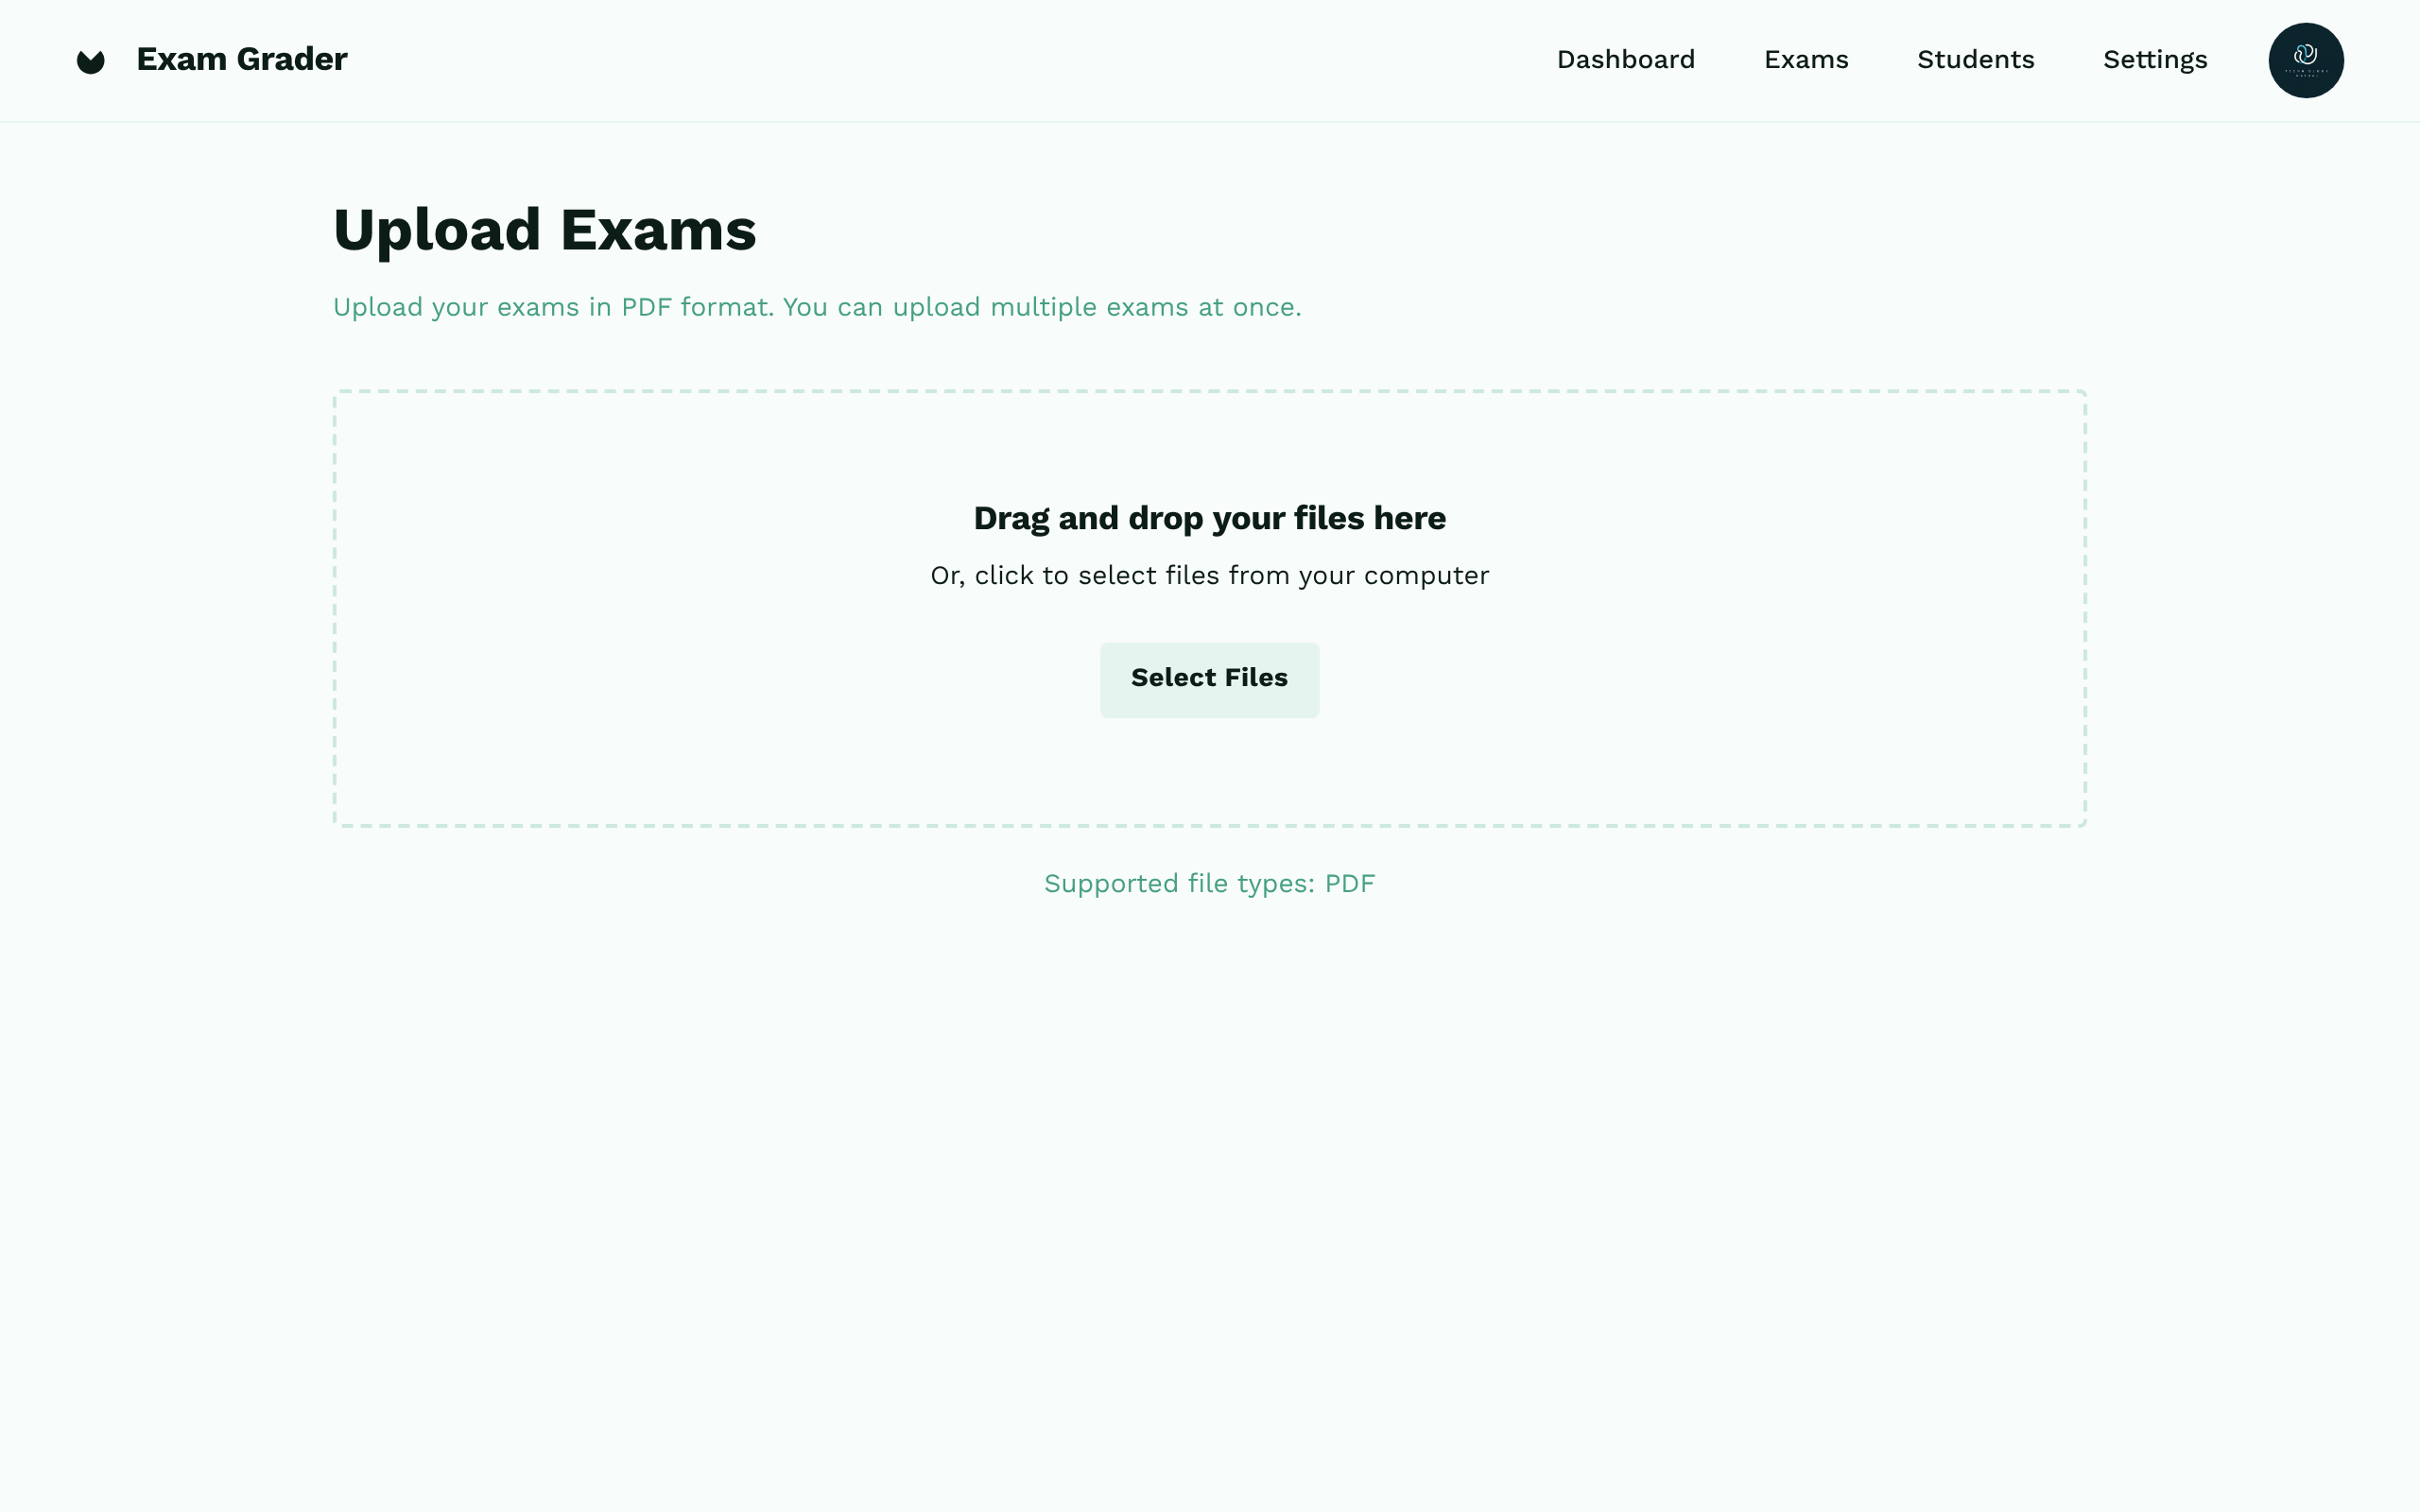 Exam Grader
Dashboard
Exams
Students
Settings
Upload Exams
Upload your exams in PDF format. You can upload multiple exams at once.
Drag and drop your files here
Or, click to select files from your computer
Select Files
Supported file types: PDF